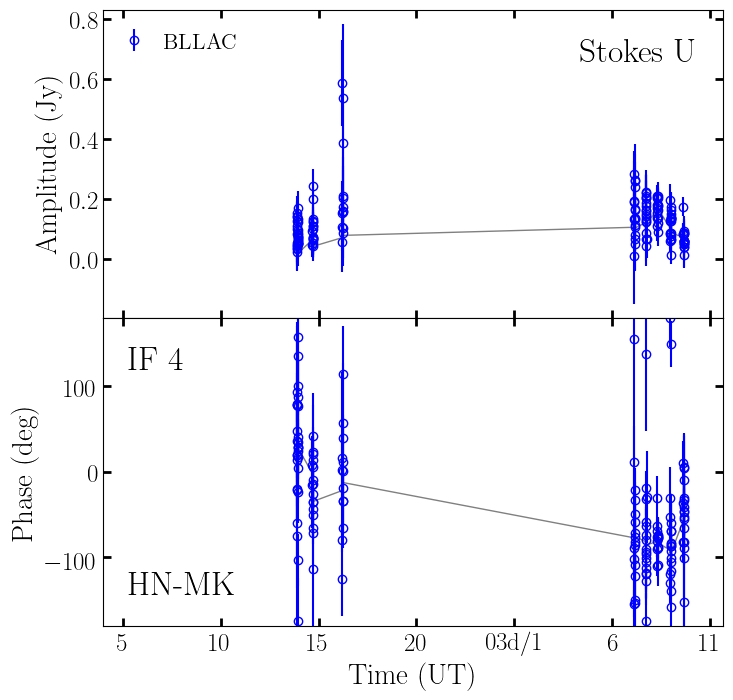 BLLAC
Stokes U
0.8
0.6
0.4
0.2
0.0
Amplitude (Jy)
IF 4
HN-MK
100
0
−100
Phase (deg)
5 10 15 20 03d/1 6 11
Time (UT)